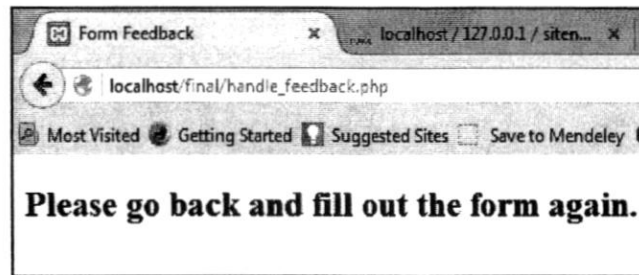 Form Feedback × localhost / 127.0.0.1 / siten... ×
localhost/final/handle_feedback.php
Most Visited Getting Started Suggested Sites Save to Mendeley
Please go back and fill out the form again.